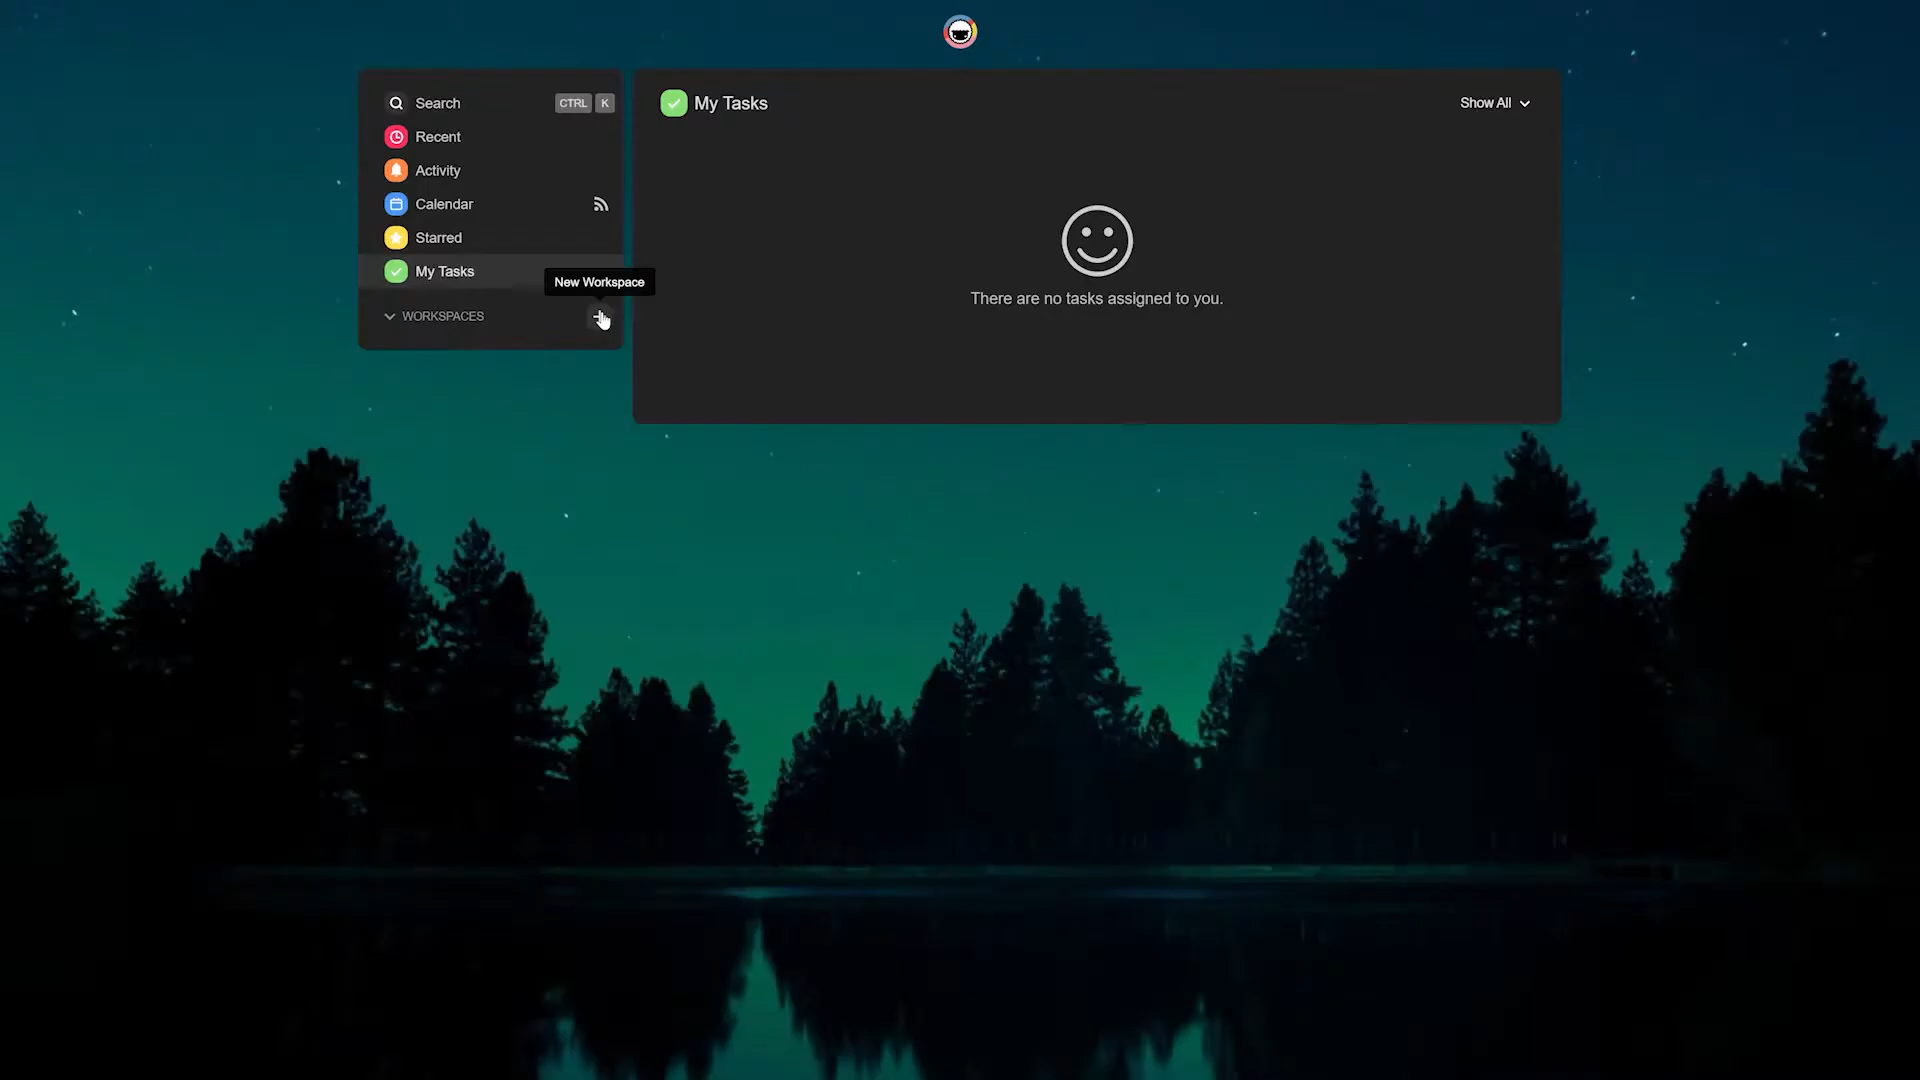 Search CTRL K
Recent
Activity
Calendar
Starred
My Tasks
New Workspace
WORKSPACES
My Tasks
Show All
There are no tasks assigned to you.